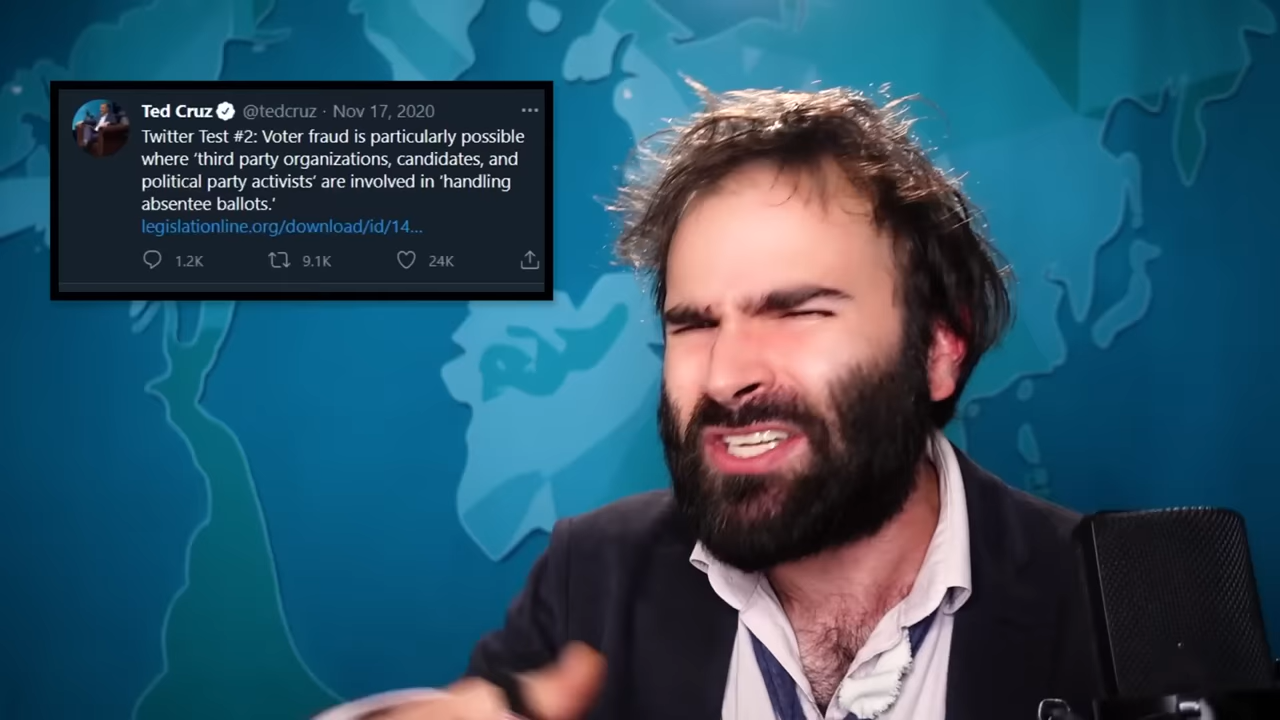 Ted Cruz @tedcruz · Nov 17, 2020
Twitter Test #2: Voter fraud is particularly possible
where ‘third party organizations, candidates, and
political party activists’ are involved in ‘handling
absentee ballots.’
legislationline.org/download/id/14...
1.2K 9.1K 24K